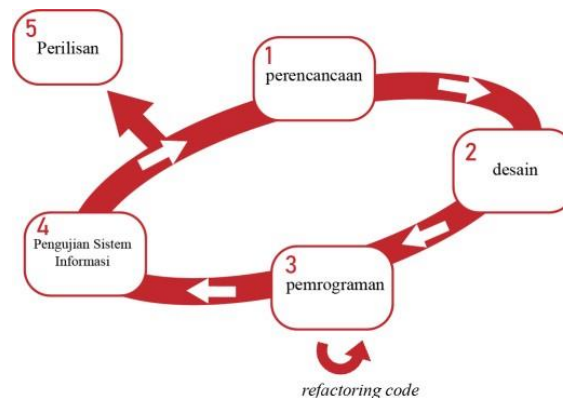 5
Perilisan
1
perencancaan
2
desain
3
pemrograman
4
Pengujian Sistem
Informasi
refactoring code